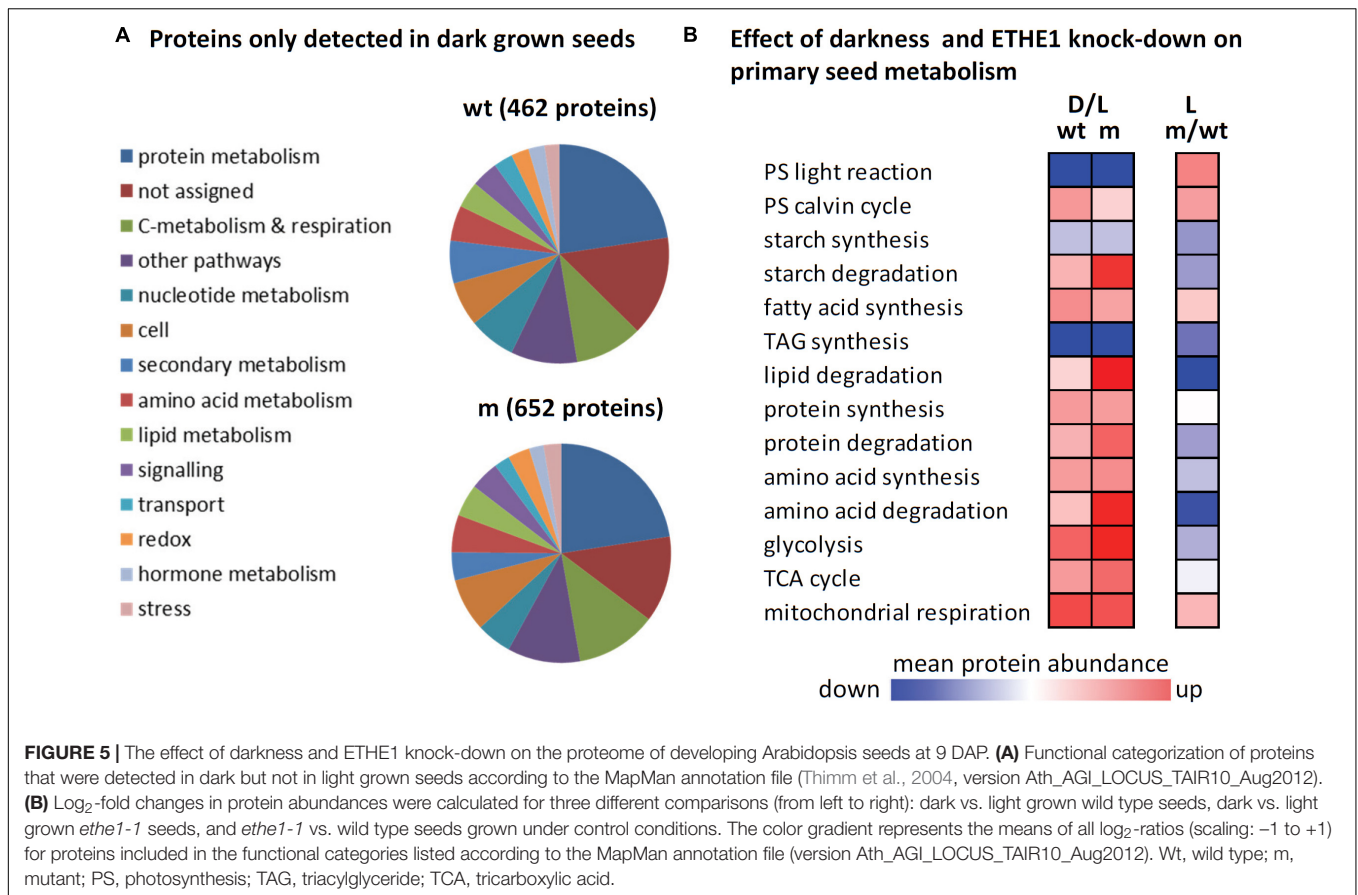 A Proteins only detected in dark grown seeds
wt (462 proteins)
protein metabolism
not assigned
C-metabolism & respiration
other pathways
nucleotide metabolism
cell
secondary metabolism
amino acid metabolism
lipid metabolism
signalling
transport
redox
hormone metabolism
stress
m (652 proteins)
B Effect of darkness and ETHE1 knock-down on
primary seed metabolism
D/L L
wt m m/wt
PS light reaction
PS calvin cycle
starch synthesis
starch degradation
fatty acid synthesis
TAG synthesis
lipid degradation
protein synthesis
protein degradation
amino acid synthesis
amino acid degradation
glycolysis
TCA cycle
mitochondrial respiration
mean protein abundance
down up
FIGURE 5 | The effect of darkness and ETHE1 knock-down on the proteome of developing Arabidopsis seeds at 9 DAP. (A) Functional categorization of proteins
that were detected in dark but not in light grown seeds according to the MapMan annotation file (Thimm et al., 2004, version Ath_AGI_LOCUS_TAIR10_Aug2012).
(B) Log₂-fold changes in protein abundances were calculated for three different comparisons (from left to right): dark vs. light grown wild type seeds, dark vs. light
grown ethe1-1 seeds, and ethe1-1 vs. wild type seeds grown under control conditions. The color gradient represents the means of all log₂-ratios (scaling: –1 to +1)
for proteins included in the functional categories listed according to the MapMan annotation file (version Ath_AGI_LOCUS_TAIR10_Aug2012). Wt, wild type; m,
mutant; PS, photosynthesis; TAG, triacylglyceride; TCA, tricarboxylic acid.